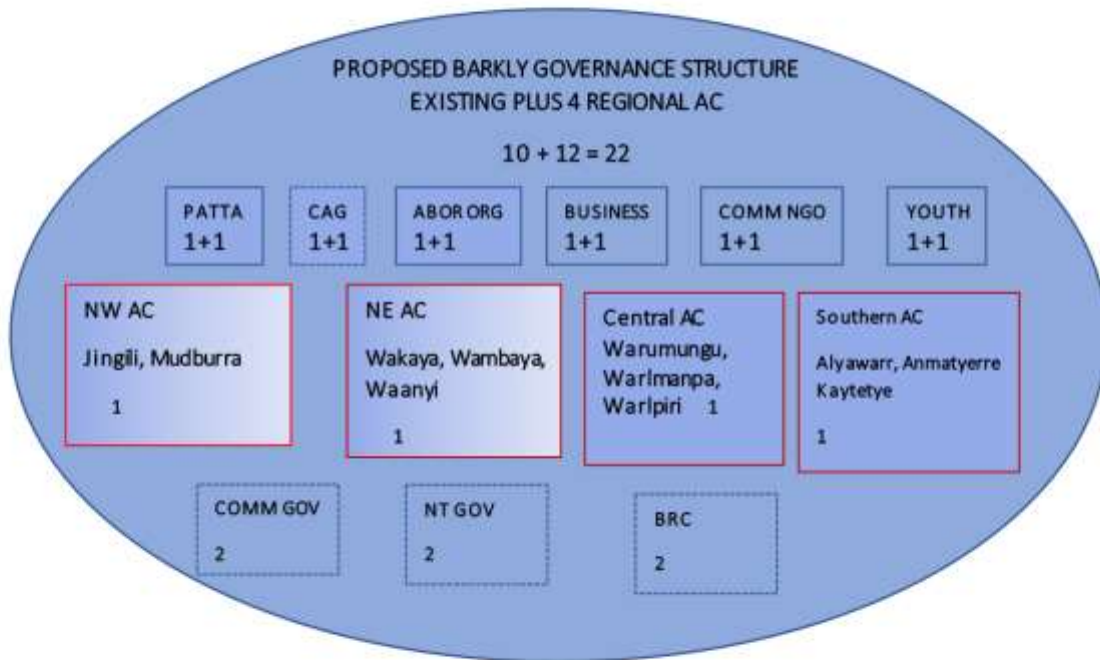 PROPOSED BARKLY GOVERNANCE STRUCTURE
EXISTING PLUS 4 REGIONAL AC
10 + 12 = 22
PATTA
1+1
CAG
1+1
ABOR ORG
1+1
BUSINESS
1+1
COMM NGO
1+1
YOUTH
1+1
NW AC
Jingili, Mudburra
1
NE AC
Wakaya, Wambaya,
Waanyi
1
Central AC
Warumungu,
Warlmanpa,
Warlpiri 1
Southern AC
Alyawarr, Anmatyerre
Kaytetye
1
COMM GOV
2
NT GOV
2
BRC
2